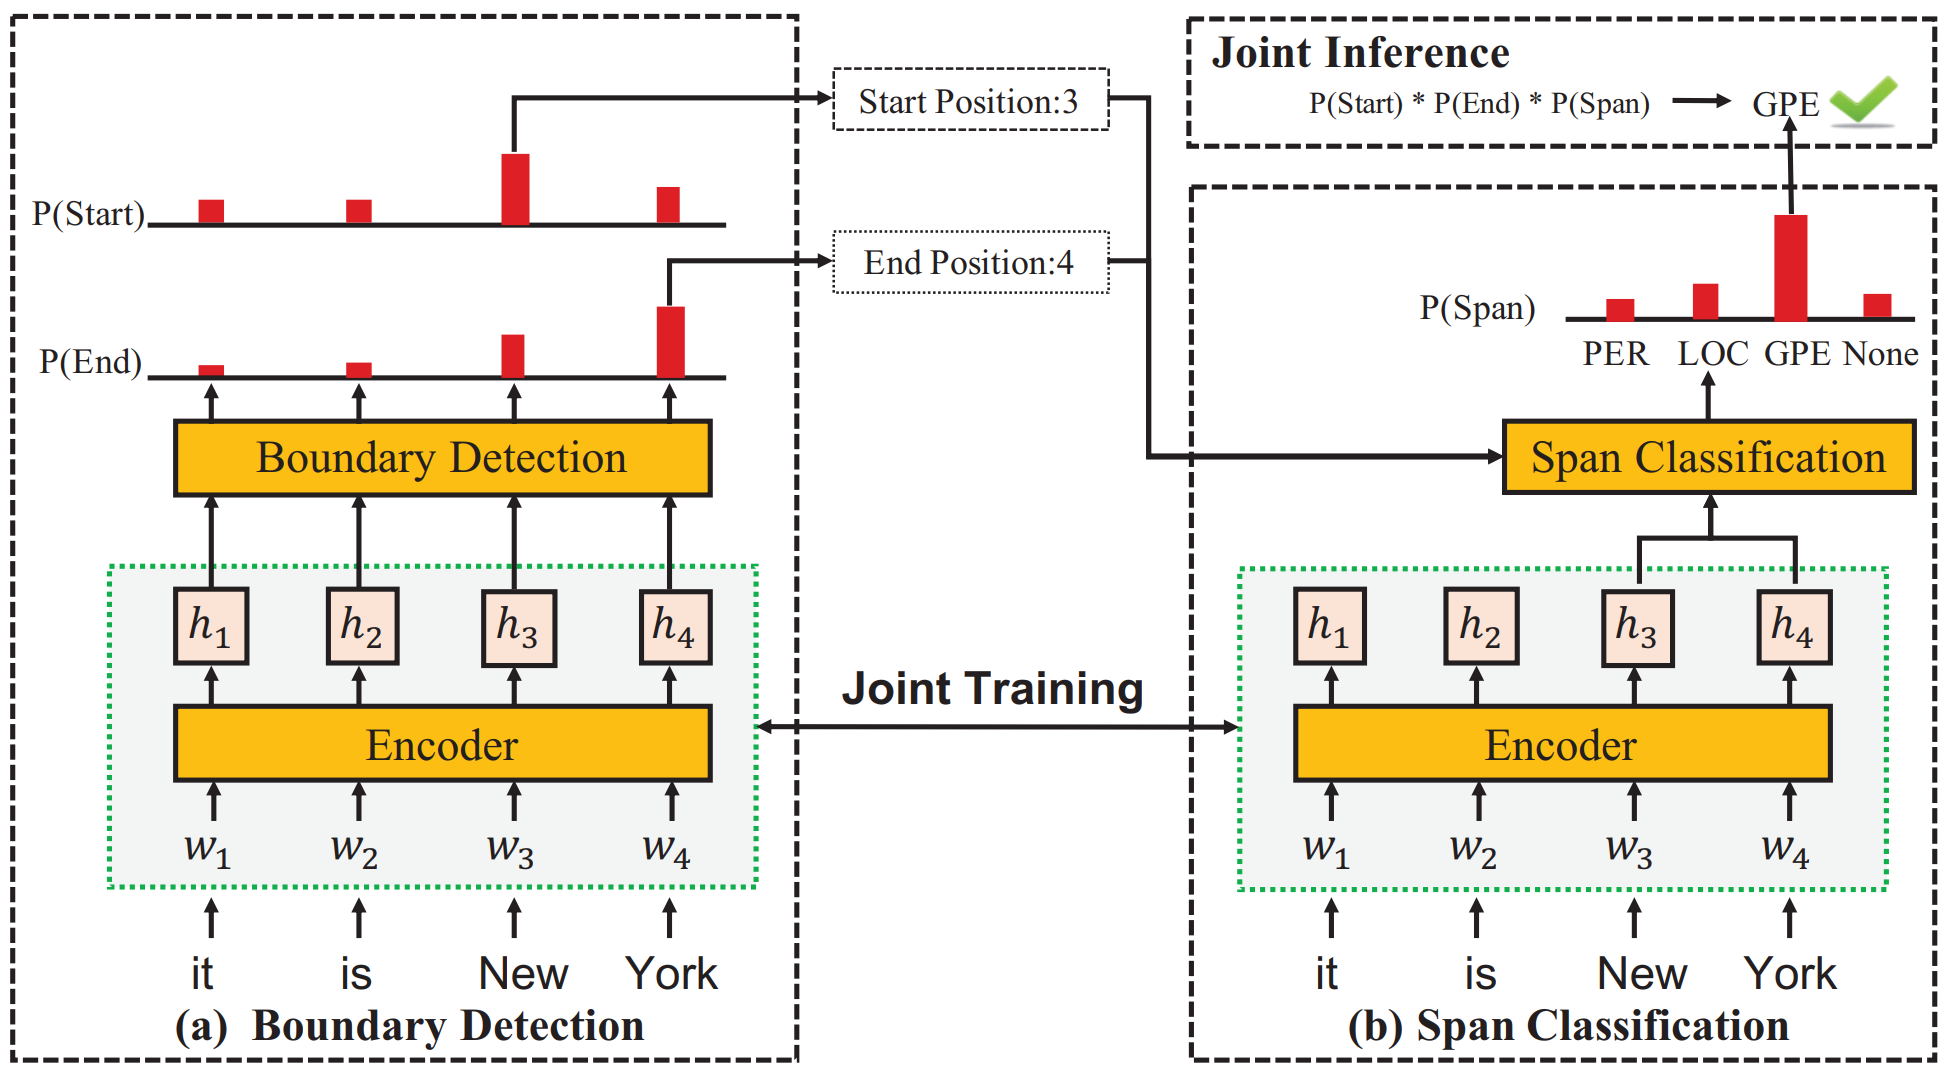 Joint Inference
P(Start) * P(End) * P(Span)
GPE
Start Position:3
End Position:4
P(Start)
P(End)
Boundary Detection
h1 h2 h3 h4
Encoder
w1 w2 w3 w4
it is New York
(a) Boundary Detection
Joint Training
P(Span)
PER LOC GPE None
Span Classification
h1 h2 h3 h4
Encoder
w1 w2 w3 w4
it is New York
(b) Span Classification